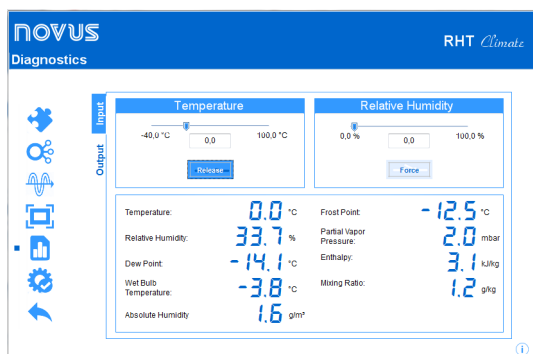 novus
RHT Climate
Diagnostics
Input
Output
Temperature
-40,0 °C
0,0
100,0 °C
Release
Relative Humidity
0,0 %
0,0
100,0 %
Force
Temperature: 0.0 °C
Relative Humidity: 33.7 %
Dew Point: -14.1 °C
Wet Bulb
Temperature: -3.8 °C
Absolute Humidity 1.6 g/m³
Frost Point: -12.5 °C
Partial Vapor
Pressure: 2.0 mbar
Enthalpy: 3.1 kJ/kg
Mixing Ratio: 1.2 g/kg
i